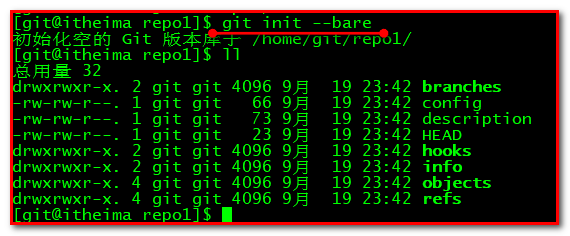 [git@itheima repo1]$ git init --bare
初始化空的 Git 版本库于 /home/git/repo1/
[git@itheima repo1]$ ll
总用量 32
drwxrwxr-x. 2 git git 4096 9月  19 23:42 branches
-rw-rw-r--. 1 git git   66 9月  19 23:42 config
-rw-rw-r--. 1 git git   73 9月  19 23:42 description
-rw-rw-r--. 1 git git   23 9月  19 23:42 HEAD
drwxrwxr-x. 2 git git 4096 9月  19 23:42 hooks
drwxrwxr-x. 2 git git 4096 9月  19 23:42 info
drwxrwxr-x. 4 git git 4096 9月  19 23:42 objects
drwxrwxr-x. 4 git git 4096 9月  19 23:42 refs
[git@itheima repo1]$